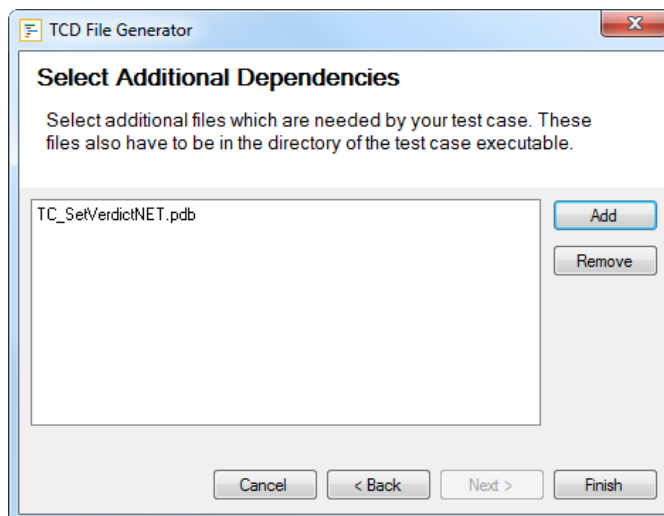 TCD File Generator
Select Additional Dependencies
Select additional files which are needed by your test case. These
files also have to be in the directory of the test case executable.
TC_SetVerdictNET.pdb
Add
Remove
Cancel
< Back
Next >
Finish